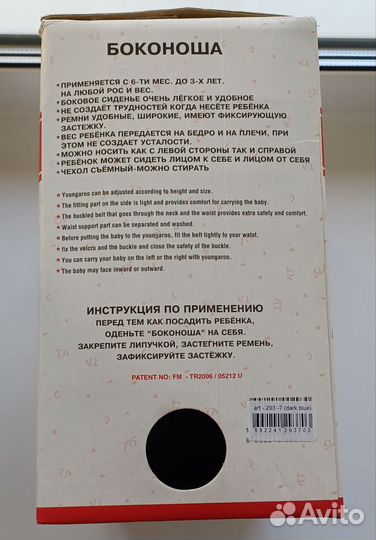 БОКОНОША
•ПРИМЕНЯЕТСЯ С 6-ТИ МЕС. ДО 3-Х ЛЕТ.
НА ЛЮБОЙ РОС И ВЕС.
•БОКОВОЕ СИДЕНЬЕ ОЧЕНЬ ЛЁГКОЕ И УДОБНОЕ
НЕ СОЗДАЕТ ТРУДНОСТЕЙ КОГДА НЕСЁТЕ РЕБЁНКА
•РЕМНИ УДОБНЫЕ, ШИРОКИЕ, ИМЕЮТ ФИКСИРУЮЩУЮ
ЗАСТЕЖКУ.
•ВЕС РЕБЁНКА ПЕРЕДАЕТСЯ НА БЕДРО И НА ПЛЕЧИ, ПРИ
ЭТОМ НЕ СОЗДАЕТ УСТАЛОСТИ.
•МОЖНО НОСИТЬ КАК С ЛЕВОЙ СТОРОНЫ ТАК И СПРАВОЙ
•РЕБЁНОК МОЖЕТ СИДЕТЬ ЛИЦОМ К СЕБЕ И ЛИЦОМ ОТ СЕБЯ
•ЧЕХОЛ СЪЁМНЫЙ-МОЖНО СТИРАТЬ
•Youngaroo can be adjusted according to height and size.
•The fitting part on the side is tight and provides comfort for carrying the baby.
•The buckled belt that goes through the neck and the waist provides extra safety and comfort.
•Waist support part can be separated and washed.
•Before putting the baby to the youngaroo, fit the belt tightly to your waist,
•fix the velcro and the buckle and close the safety of the buckle.
•You can carry your baby on the left or the right with youngaroo.
•The baby may face inward or outward.
ИНСТРУКЦИЯ ПО ПРИМЕНЕНИЮ
ПЕРЕД ТЕМ КАК ПОСАДИТЬ РЕБЁНКА,
ОДЕНЬТЕ "БОКОНОША" НА СЕБЯ.
ЗАКРЕПИТЕ ЛИПУЧКОЙ, ЗАСТЕГНИТЕ РЕМЕНЬ,
ЗАФИКСИРУЙТЕ ЗАСТЁЖКУ.
PATENT NO: FM - TR2006 / 05212 U
art - 293 -7 (dark blue)
Avito